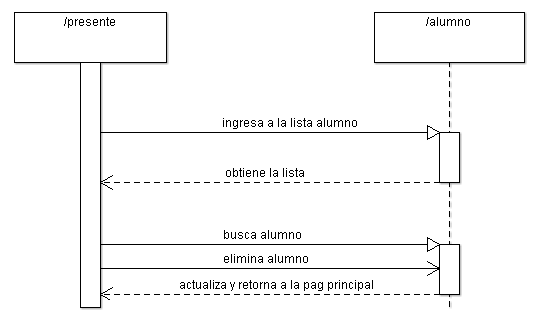 /presente
/alumno
ingresa a la lista alumno
obtiene la lista
busca alumno
elimina alumno
actualiza y retorna a la pag principal